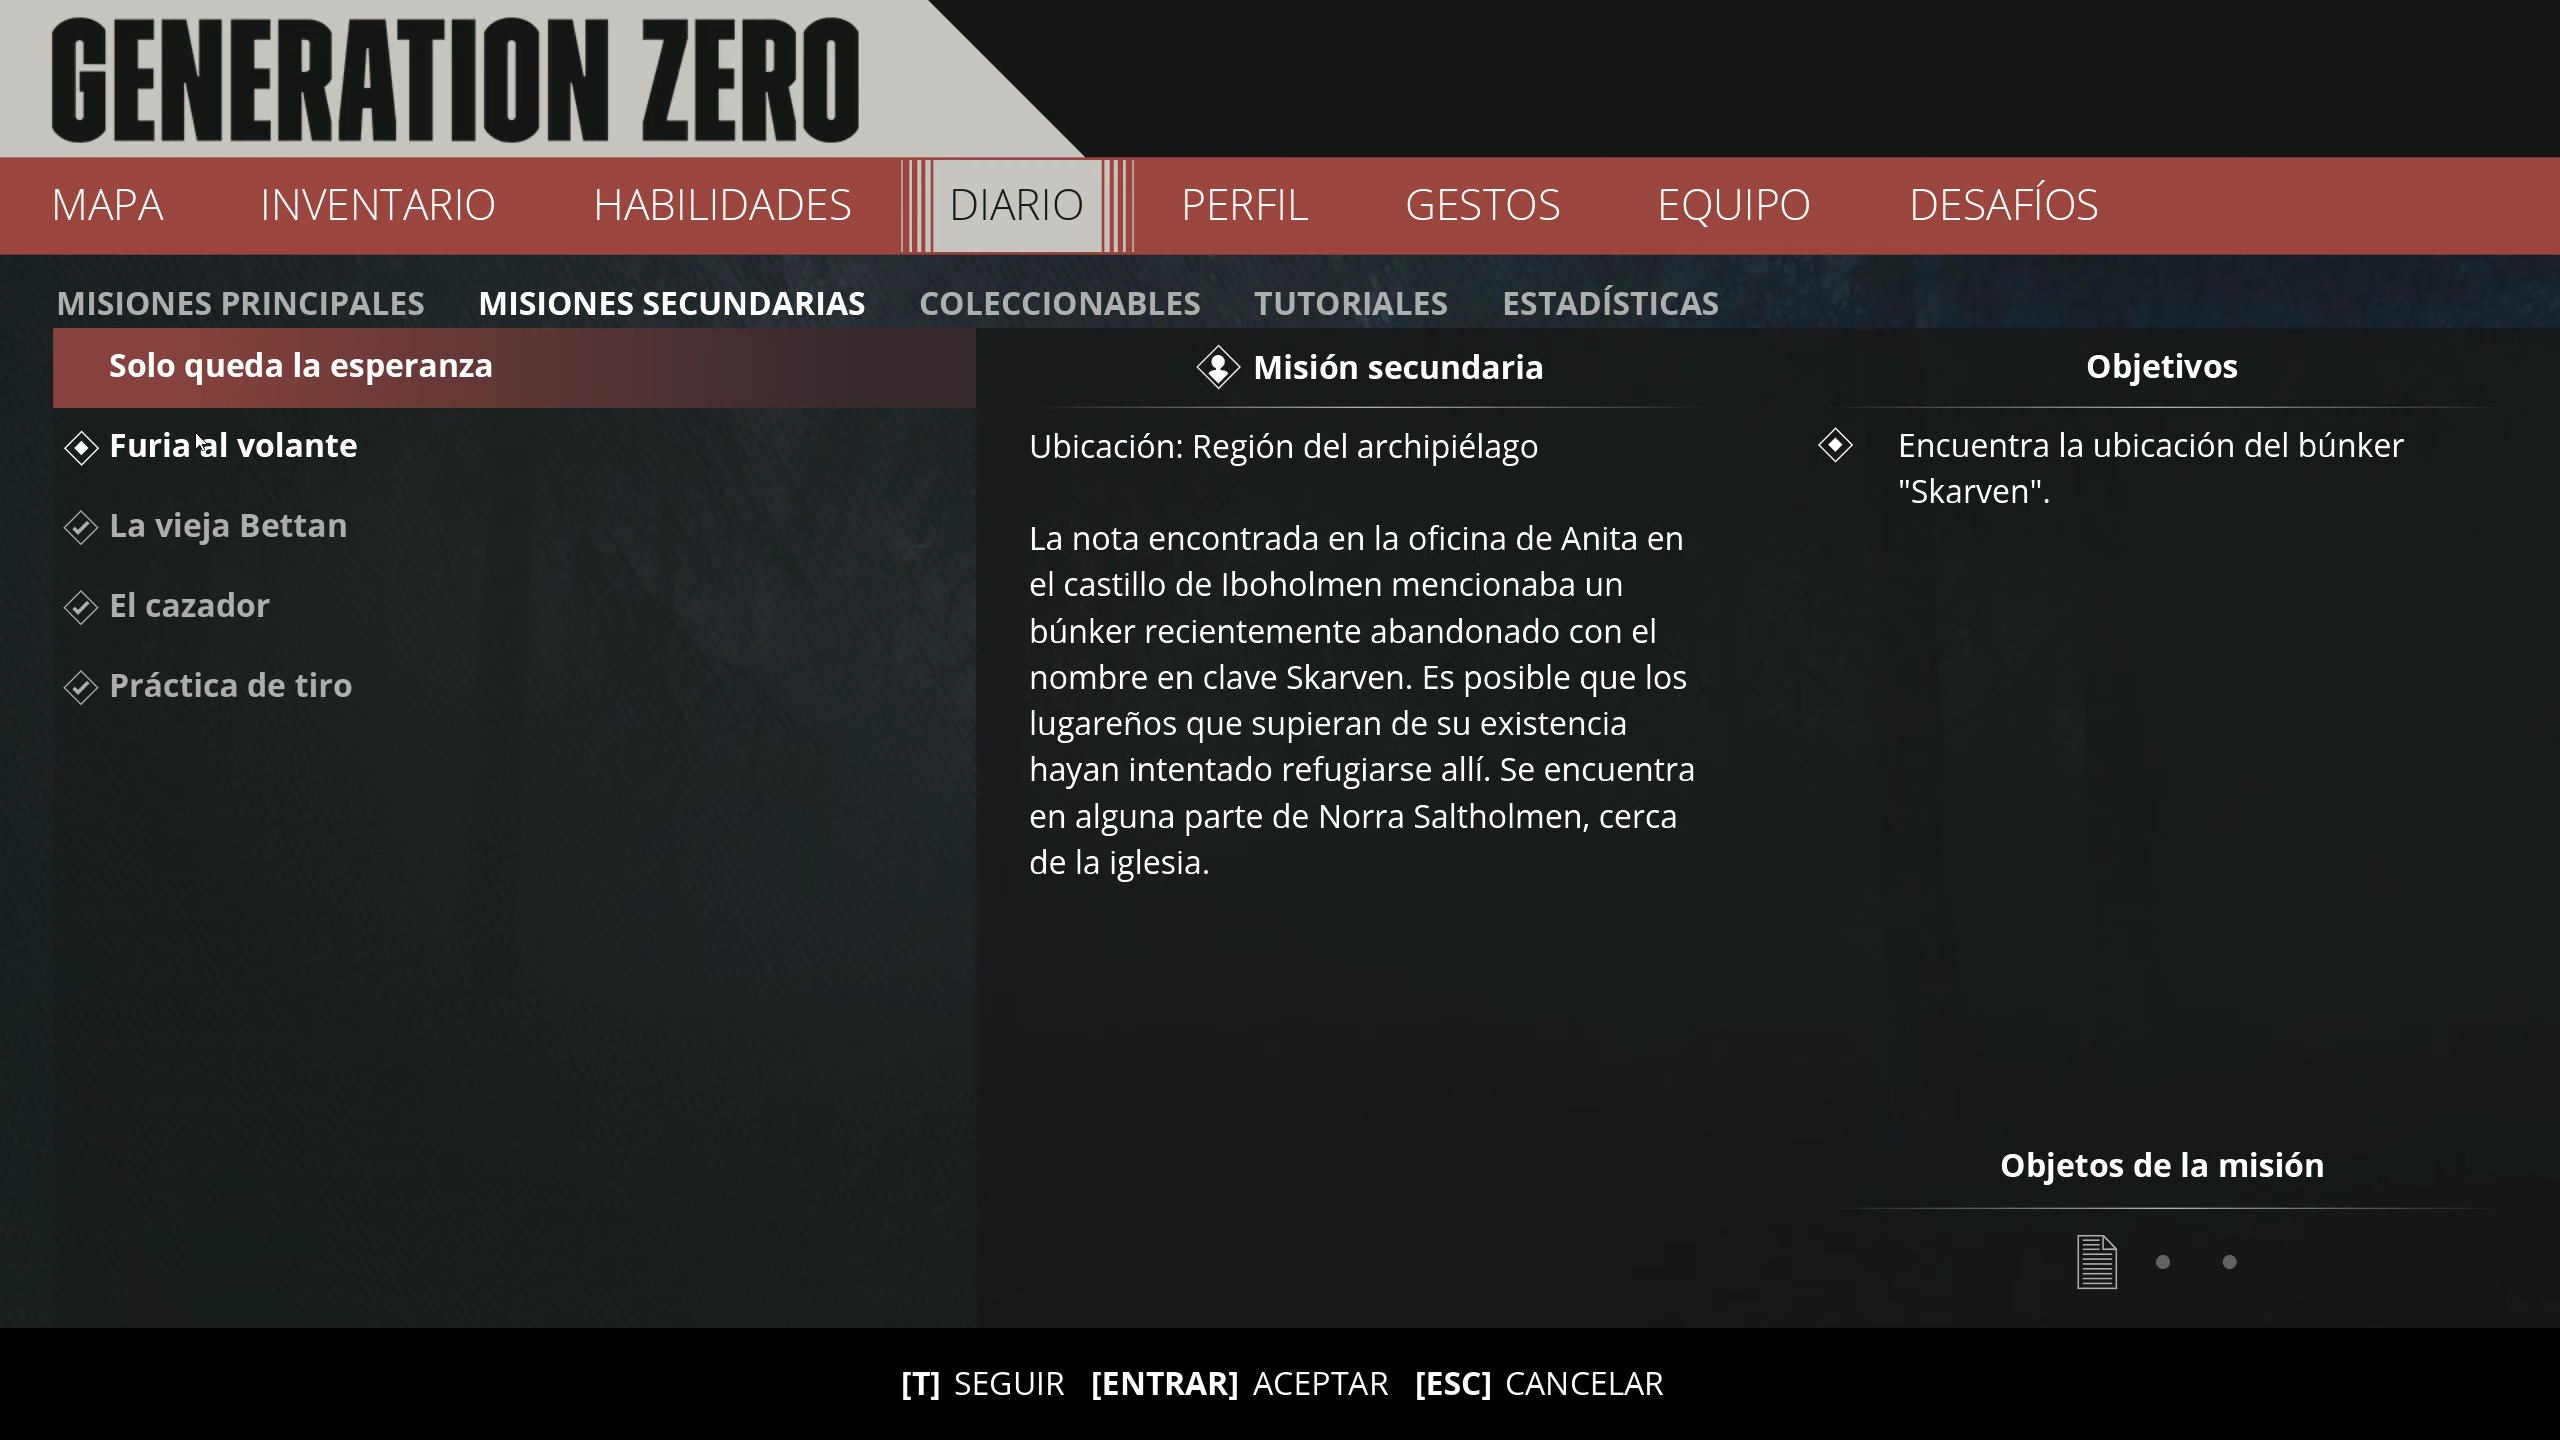 GENERATION ZERO
MAPA INVENTARIO HABILIDADES DIARIO PERFIL GESTOS EQUIPO DESAFÍOS
MISIONES PRINCIPALES MISIONES SECUNDARIAS COLECCIONABLES TUTORIALES ESTADÍSTICAS
Solo queda la esperanza
Furia al volante
La vieja Bettan
El cazador
Práctica de tiro
Misión secundaria
Ubicación: Región del archipiélago
La nota encontrada en la oficina de Anita en
el castillo de Iboholmen mencionaba un
búnker recientemente abandonado con el
nombre en clave Skarven. Es posible que los
lugareños que supieran de su existencia
hayan intentado refugiarse allí. Se encuentra
en alguna parte de Norra Saltholmen, cerca
de la iglesia.
Objetivos
Encuentra la ubicación del búnker
"Skarven".
Objetos de la misión
[T] SEGUIR [ENTRAR] ACEPTAR [ESC] CANCELAR